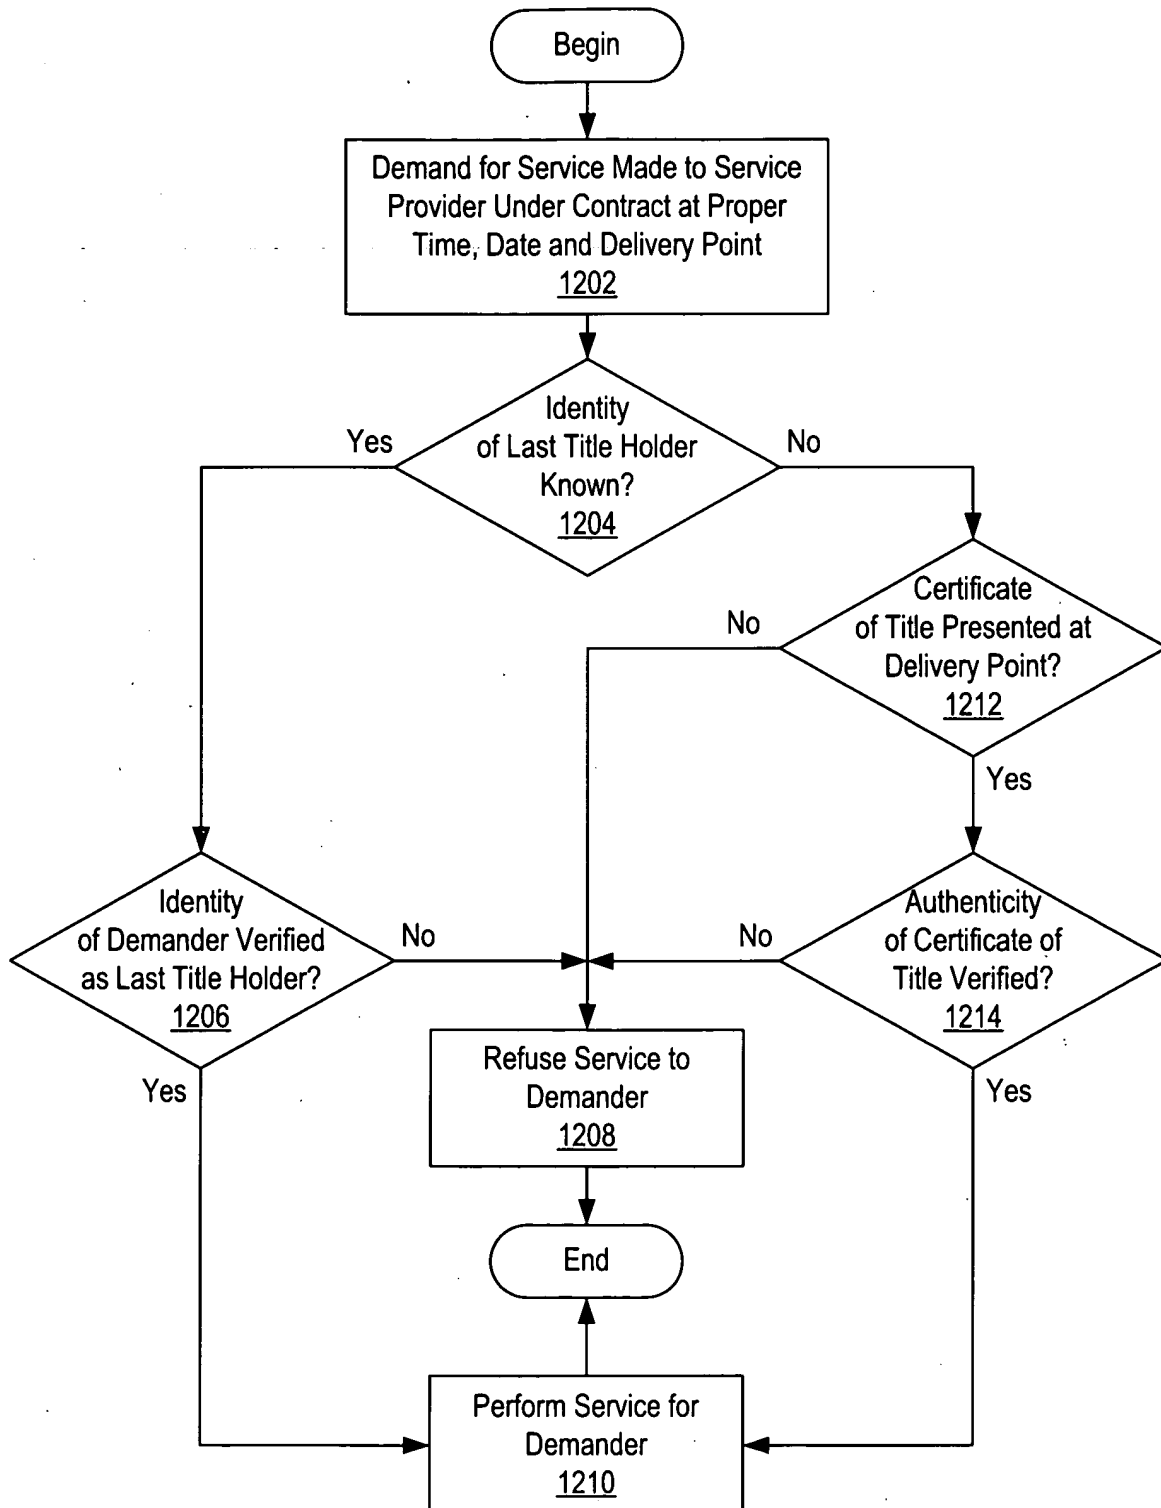 Begin
Demand for Service Made to Service
Provider Under Contract at Proper
Time, Date and Delivery Point
1202
Identity
of Last Title Holder
Known?
1204
Yes
No
Certificate
of Title Presented at
Delivery Point?
1212
No
Yes
Identity
of Demander Verified
as Last Title Holder?
1206
No
Yes
Authenticity
of Certificate of
Title Verified?
1214
No
Yes
Refuse Service to
Demander
1208
End
Perform Service for
Demander
1210